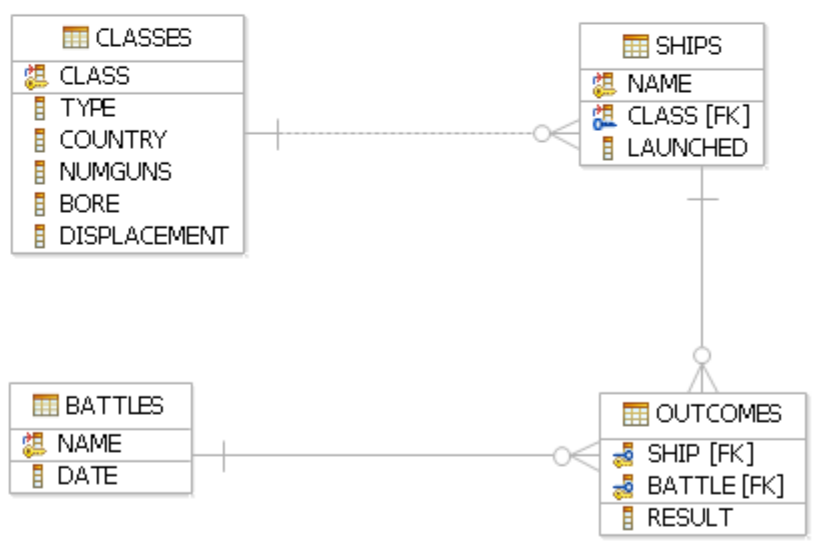 CLASSES
CLASS
TYPE
COUNTRY
NUMGUNS
BORE
DISPLACEMENT
SHIPS
NAME
CLASS [FK]
LAUNCHED
BATTLES
NAME
DATE
OUTCOMES
SHIP [FK]
BATTLE [FK]
RESULT